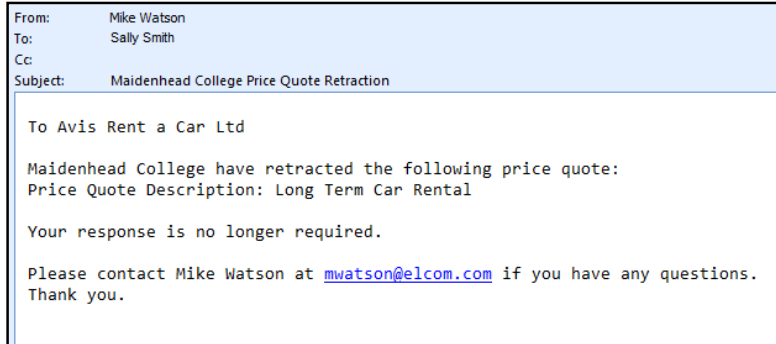 From: Mike Watson
To: Sally Smith
Cc:
Subject: Maidenhead College Price Quote Retraction
To Avis Rent a Car Ltd
Maidenhead College have retracted the following price quote:
Price Quote Description: Long Term Car Rental
Your response is no longer required.
Please contact Mike Watson at mwatson@elcom.com if you have any questions.
Thank you.